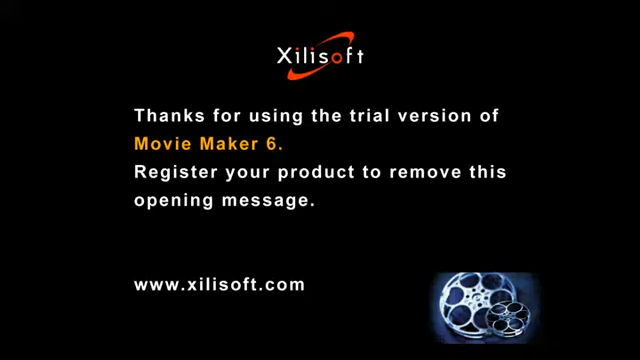 Xilisoft
Thanks for using the trial version of
Movie Maker 6.
Register your product to remove this
opening message.
www.xilisoft.com